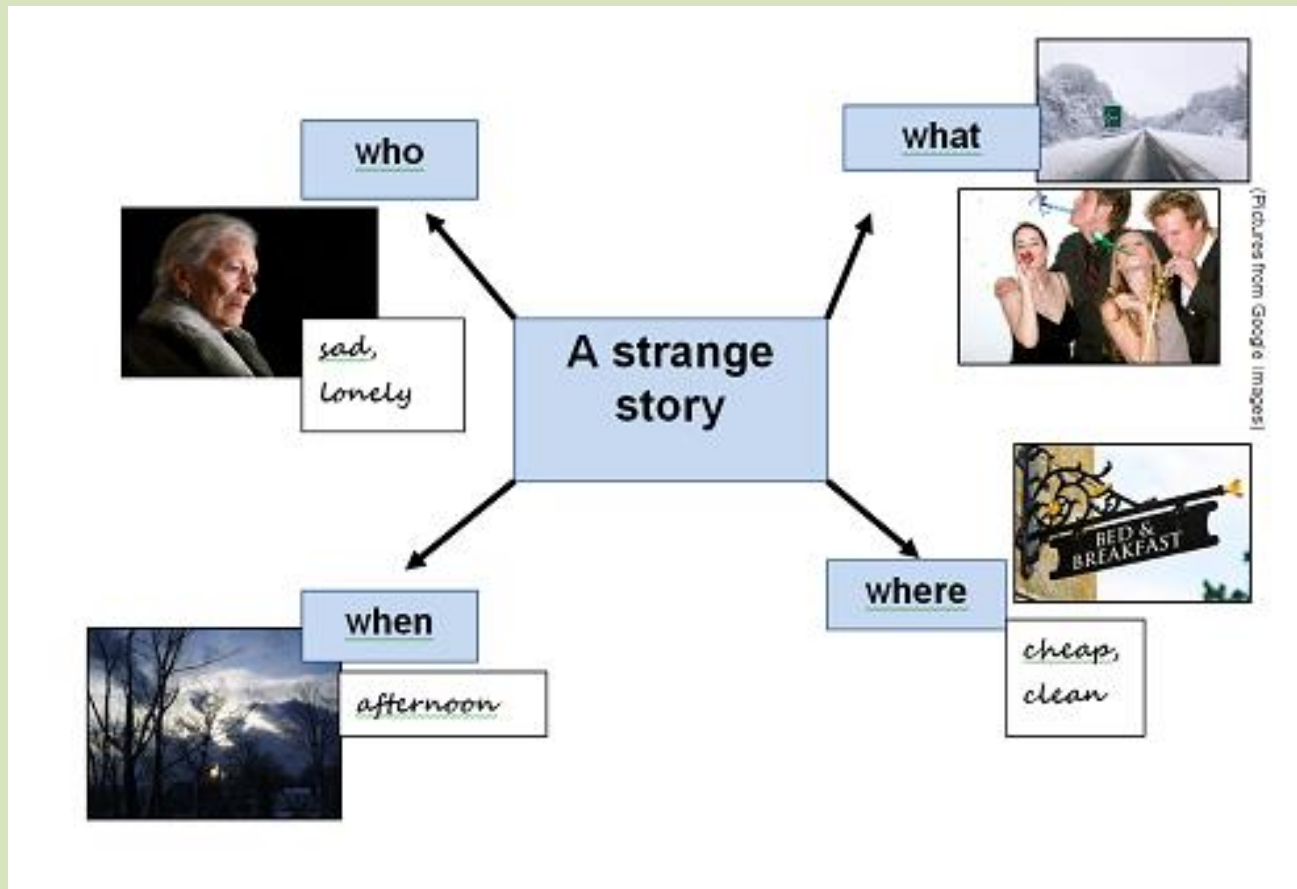 who
what
sad,
lonely
A strange
story
(Pictures from Google Images)
BED &
BREAKFAST
when
afternoon
where
cheap,
clean